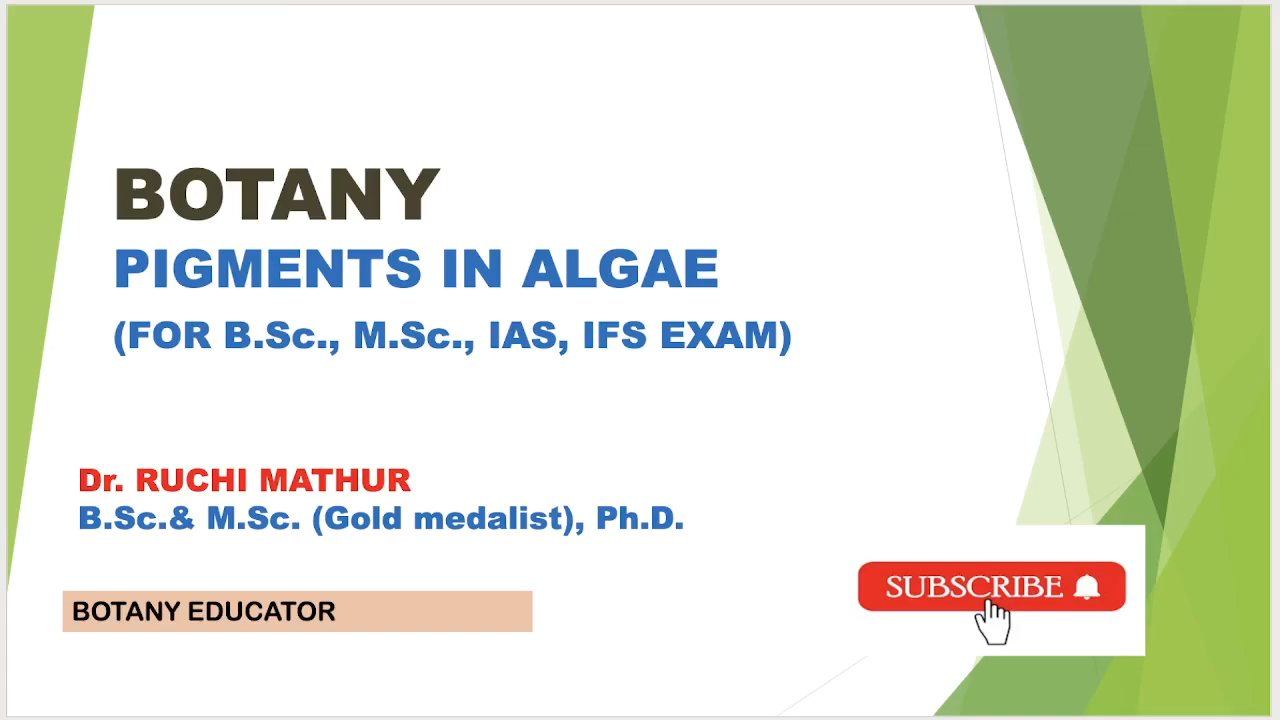 BOTANY
PIGMENTS IN ALGAE
(FOR B.Sc., M.Sc., IAS, IFS EXAM)
Dr. RUCHI MATHUR
B.Sc.& M.Sc. (Gold medalist), Ph.D.
BOTANY EDUCATOR
SUBSCRIBE